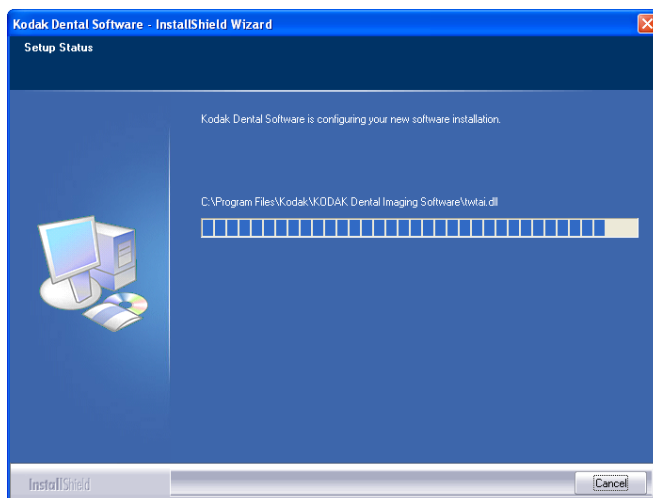 Kodak Dental Software - InstallShield Wizard
Setup Status
Kodak Dental Software is configuring your new software installation.
C:\Program Files\Kodak\KODAK Dental Imaging Software\twtai.dll
InstallShield
Cancel